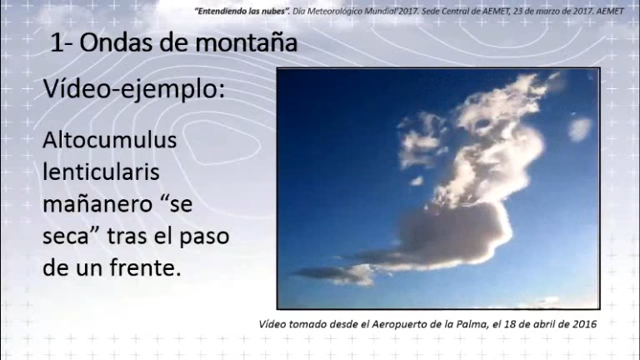 "Entendiendo las nubes". Día Meteorológico Mundial'2017. Sede Central de AEMET, 23 de marzo de 2017. AEMET
1- Ondas de montaña
Vídeo-ejemplo:
Altocumulus
lenticularis
mañanero “se
seca” tras el paso
de un frente.
Vídeo tomado desde el Aeropuerto de la Palma, el 18 de abril de 2016